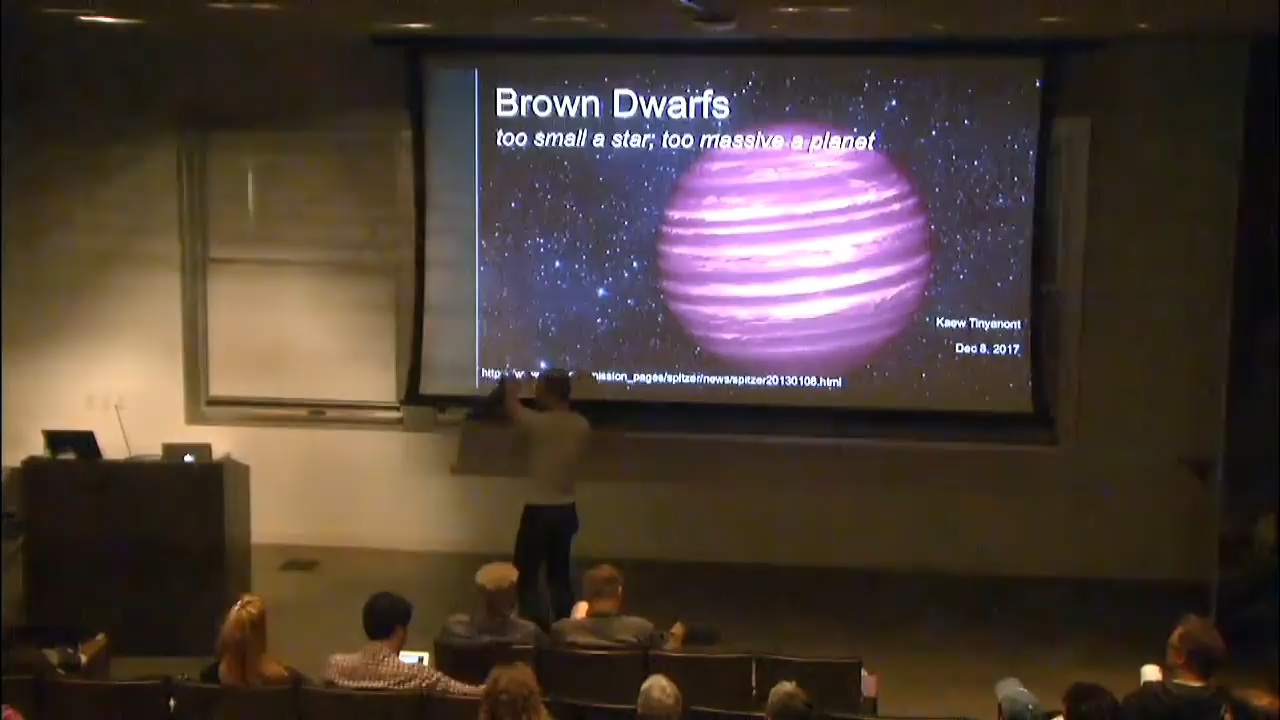 Brown Dwarfs
too small a star; too massive a planet
Kaew Tinyanont
Dec 8, 2017
mission_pages/spitzer/news/spitzer20130108.html